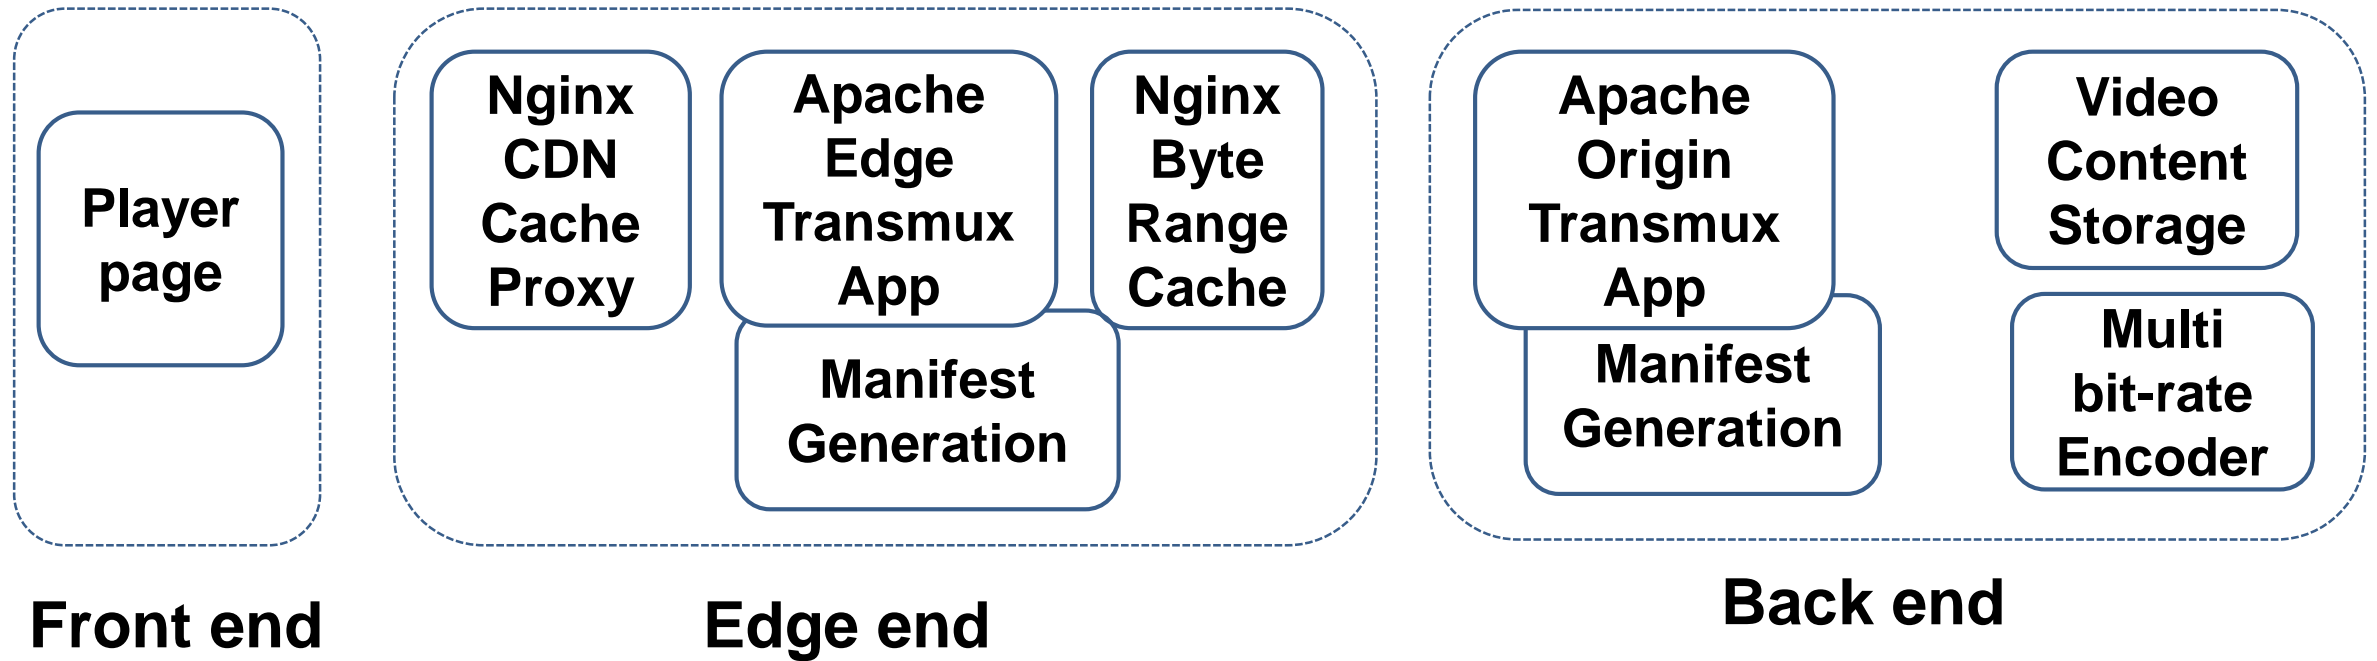 Player
page
Nginx
CDN
Cache
Proxy
Apache
Edge
Transmux
App
Nginx
Byte
Range
Cache
Manifest
Generation
Apache
Origin
Transmux
App
Manifest
Generation
Video
Content
Storage
Multi
bit-rate
Encoder
Front end
Edge end
Back end